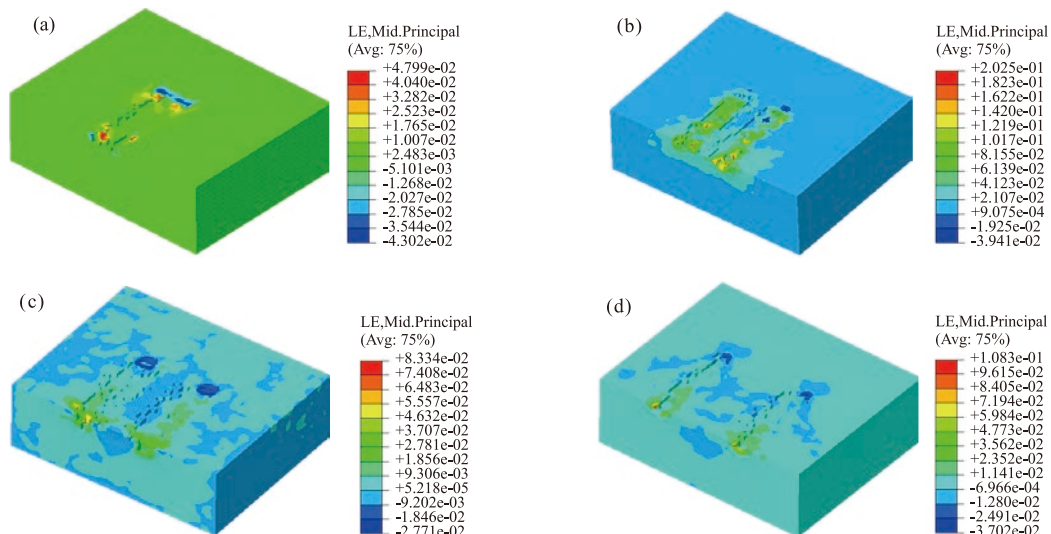 (a)
LE,Mid.Principal
(Avg: 75%)
+4.799e-02
+4.040e-02
+3.282e-02
+2.523e-02
+1.765e-02
+1.007e-02
+2.483e-03
-5.101e-03
-1.268e-02
-2.027e-02
-2.785e-02
-3.544e-02
-4.302e-02
(b)
LE,Mid.Principal
(Avg: 75%)
+2.025e-01
+1.823e-01
+1.622e-01
+1.420e-01
+1.219e-01
+1.017e-01
+8.155e-02
+6.139e-02
+4.123e-02
+2.107e-02
+9.075e-04
-1.925e-02
-3.941e-02
(c)
LE,Mid.Principal
(Avg: 75%)
+8.334e-02
+7.408e-02
+6.483e-02
+5.557e-02
+4.632e-02
+3.707e-02
+2.781e-02
+1.856e-02
+9.306e-03
+5.218e-05
-9.202e-03
-1.846e-02
-2.771e-02
(d)
LE,Mid.Principal
(Avg: 75%)
+1.083e-01
+9.615e-02
+8.405e-02
+7.194e-02
+5.984e-02
+4.773e-02
+3.562e-02
+2.352e-02
+1.141e-02
-6.966e-04
-1.280e-02
-2.491e-02
-3.702e-02